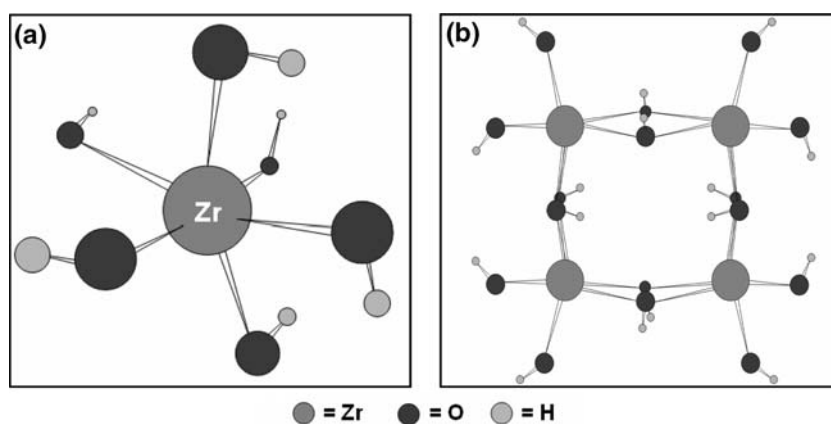 (a)
(b)
Zr
= Zr = O = H